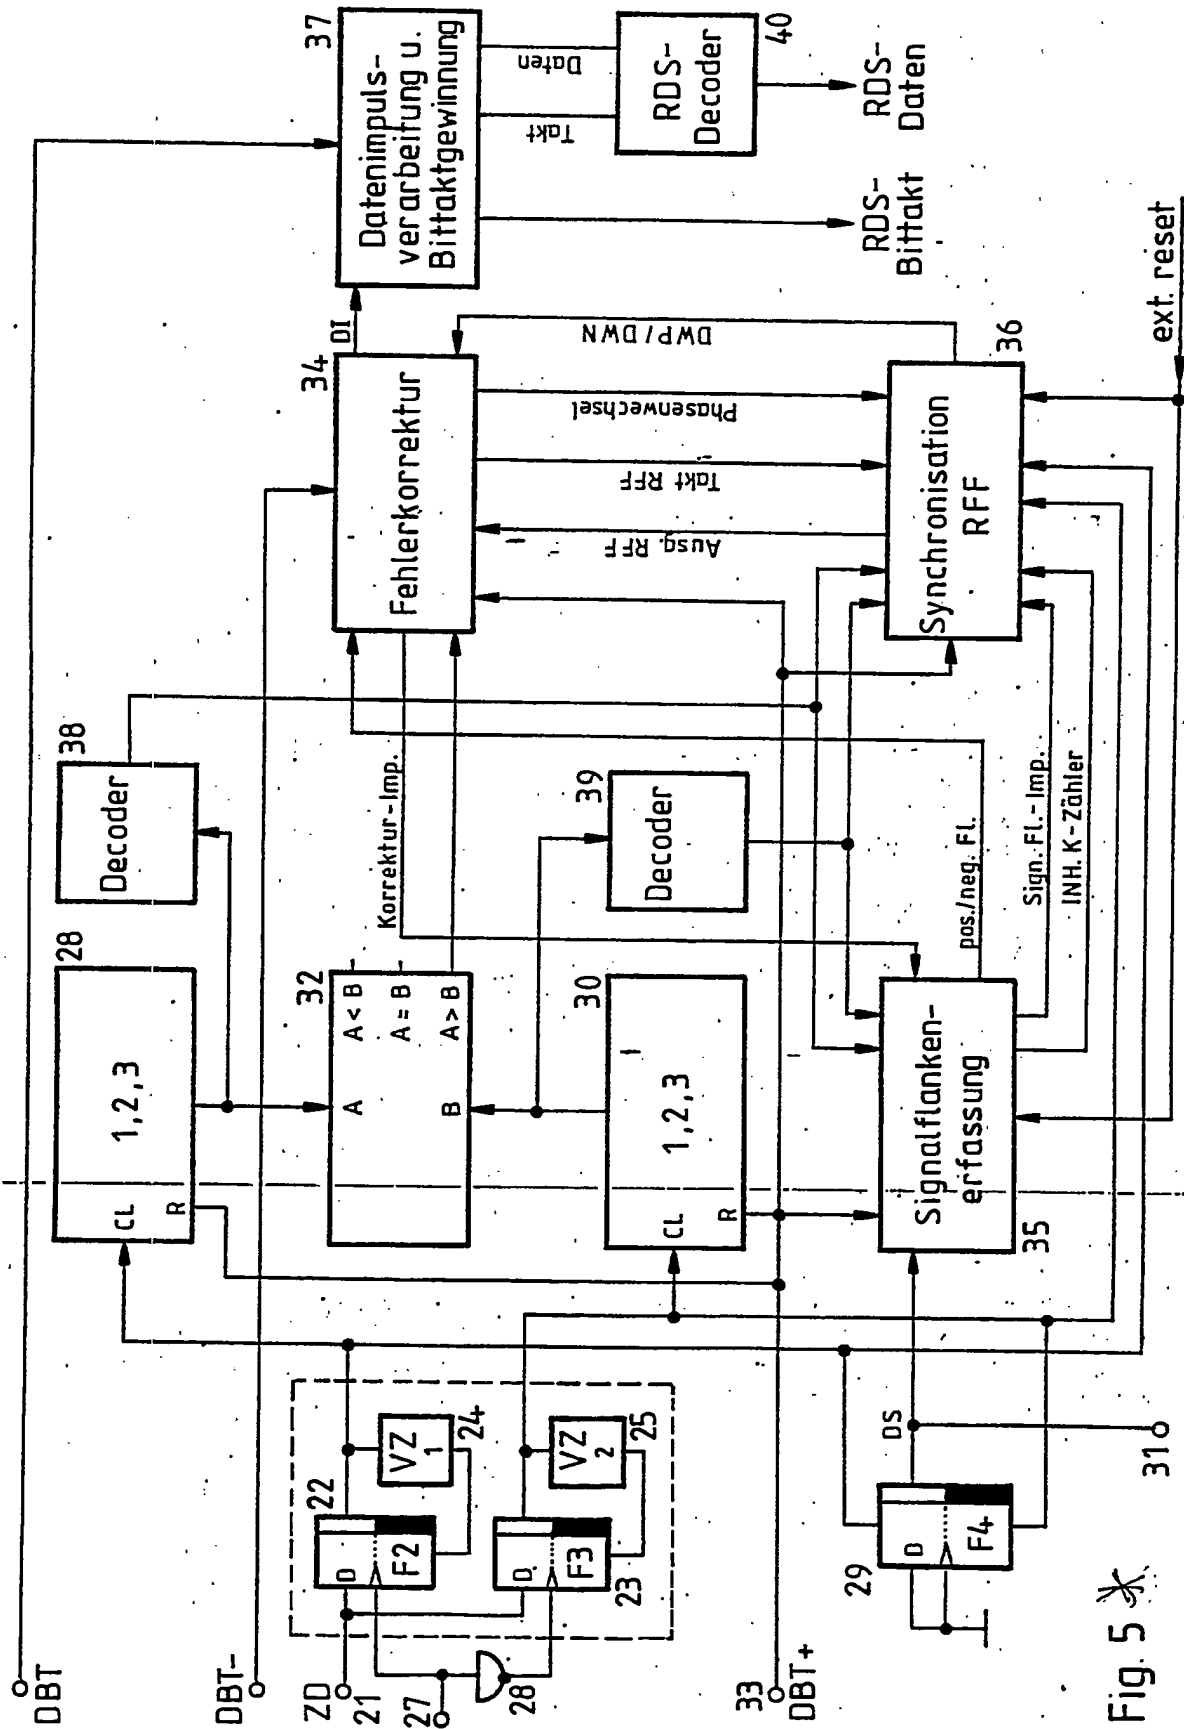 DBT
DBT-
ZD
21
27
28
33
DBT+
22
D
F2
VZ
1
24
D
F3
23
VZ
2
25
29
D
F4
DS
31
28
1,2,3
CL
R
32
A < B
A = B
A > B
A
B
30
1,2,3
CL
R
Signalflanken-
erfassung
35
38
Decoder
39
Decoder
Korrektur-Imp.
pos./neg. Fl.
Sign. Fl.-Imp.
INH. K-Zähler
34
Fehlerkorrektur
DI
Ausg. RFF
Takt RFF
Phasenwechsel
DWP/DWN
Synchronisation
RFF
36
ext. reset
37
Datenimpuls-
verarbeitung u.
Bittaktgewinnung
Takt
Daten
RDS-
Decoder
40
RDS-
Bittakt
RDS-
Daten
Fig. 5